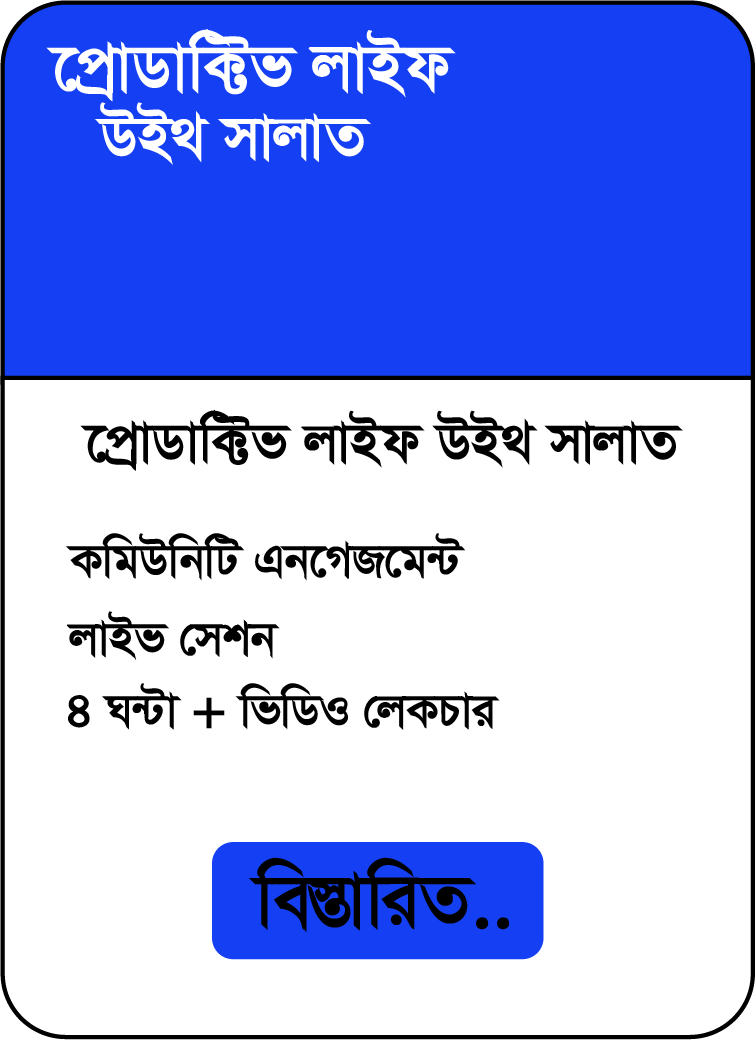 প্রোডাক্টিভ লাইফ
উইথ সালাত
প্রোডাক্টিভ লাইফ উইথ সালাত
কমিউনিটি এনগেজমেন্ট
লাইভ সেশন
৪ ঘন্টা + ভিডিও লেকচার
বিস্তারিত..